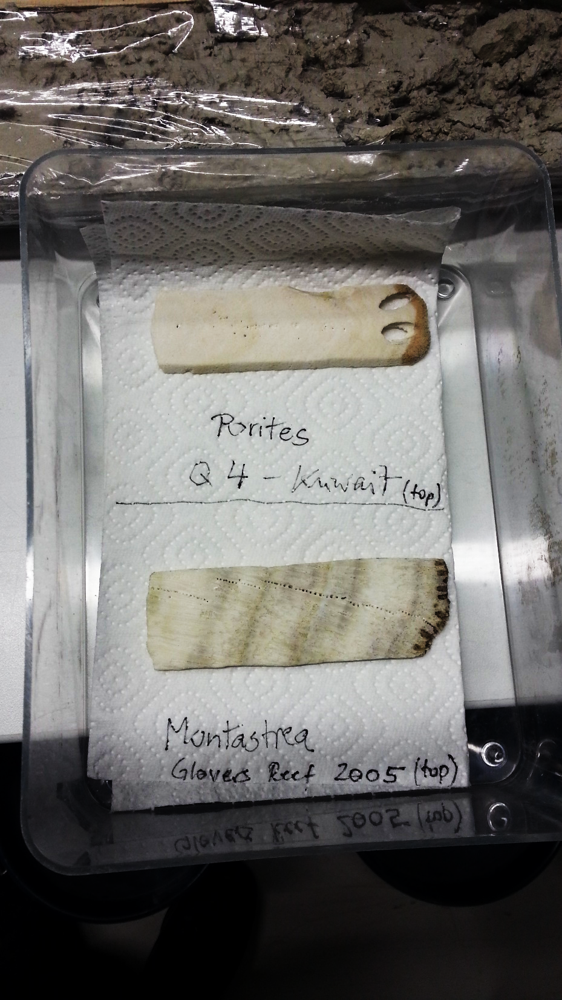 Porites
Q 4 - Kuwait (top)
Montastrea
Glovers Reef 2005 (top)